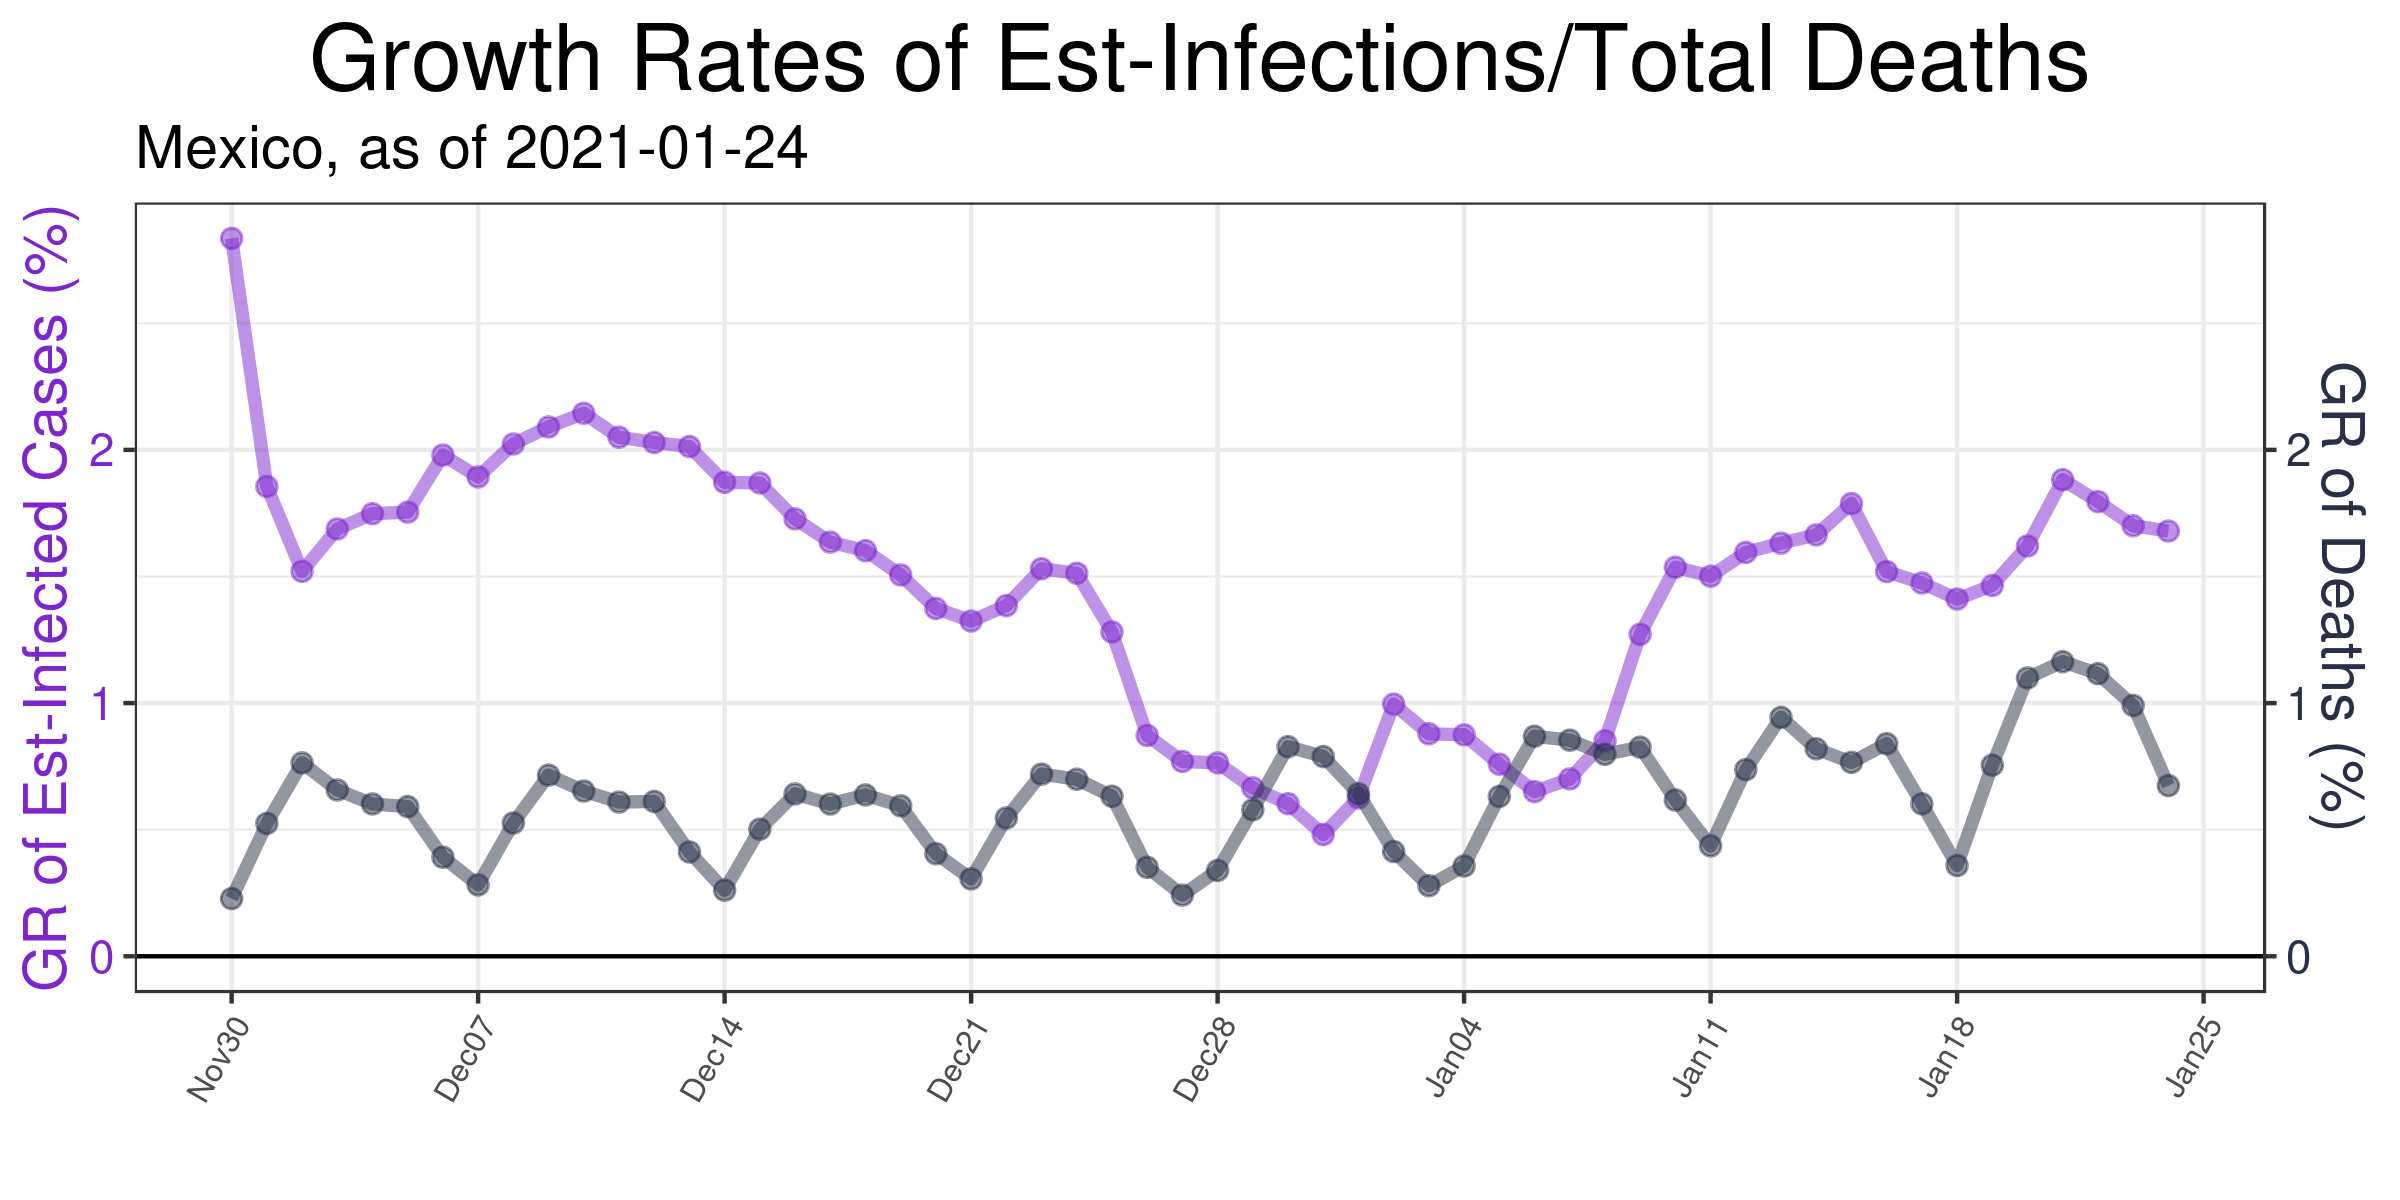 Growth Rates of Est-Infections/Total Deaths
Mexico, as of 2021-01-24
GR of Est-Infected Cases (%)
2
1
0
GR of Deaths (%)
2
1
0
Nov30
Dec07
Dec14
Dec21
Dec28
Jan04
Jan11
Jan18
Jan25